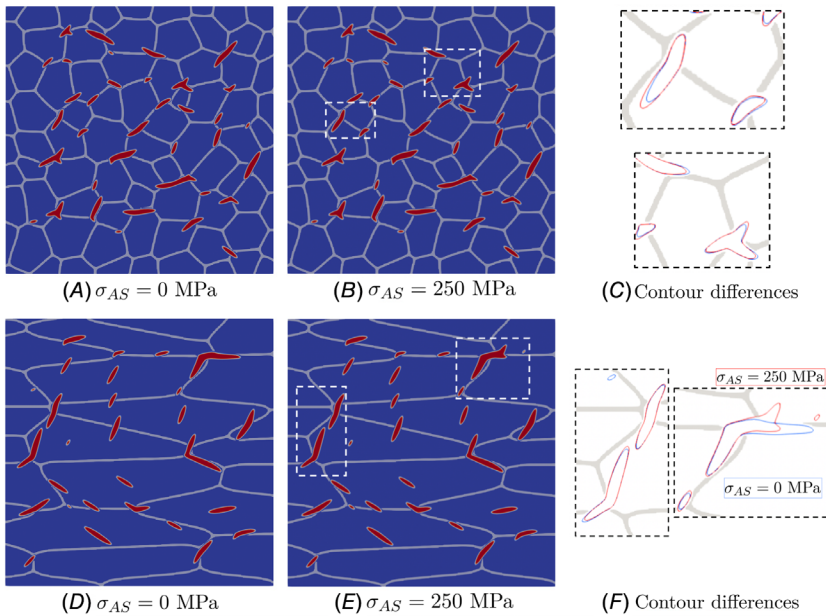 (A) σ_AS = 0 MPa
(B) σ_AS = 250 MPa
(C) Contour differences
σ_AS = 250 MPa
σ_AS = 0 MPa
(D) σ_AS = 0 MPa
(E) σ_AS = 250 MPa
(F) Contour differences